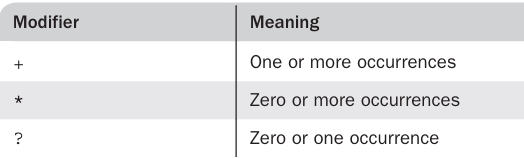 Modifier Meaning
+ One or more occurrences
* Zero or more occurrences
? Zero or one occurrence